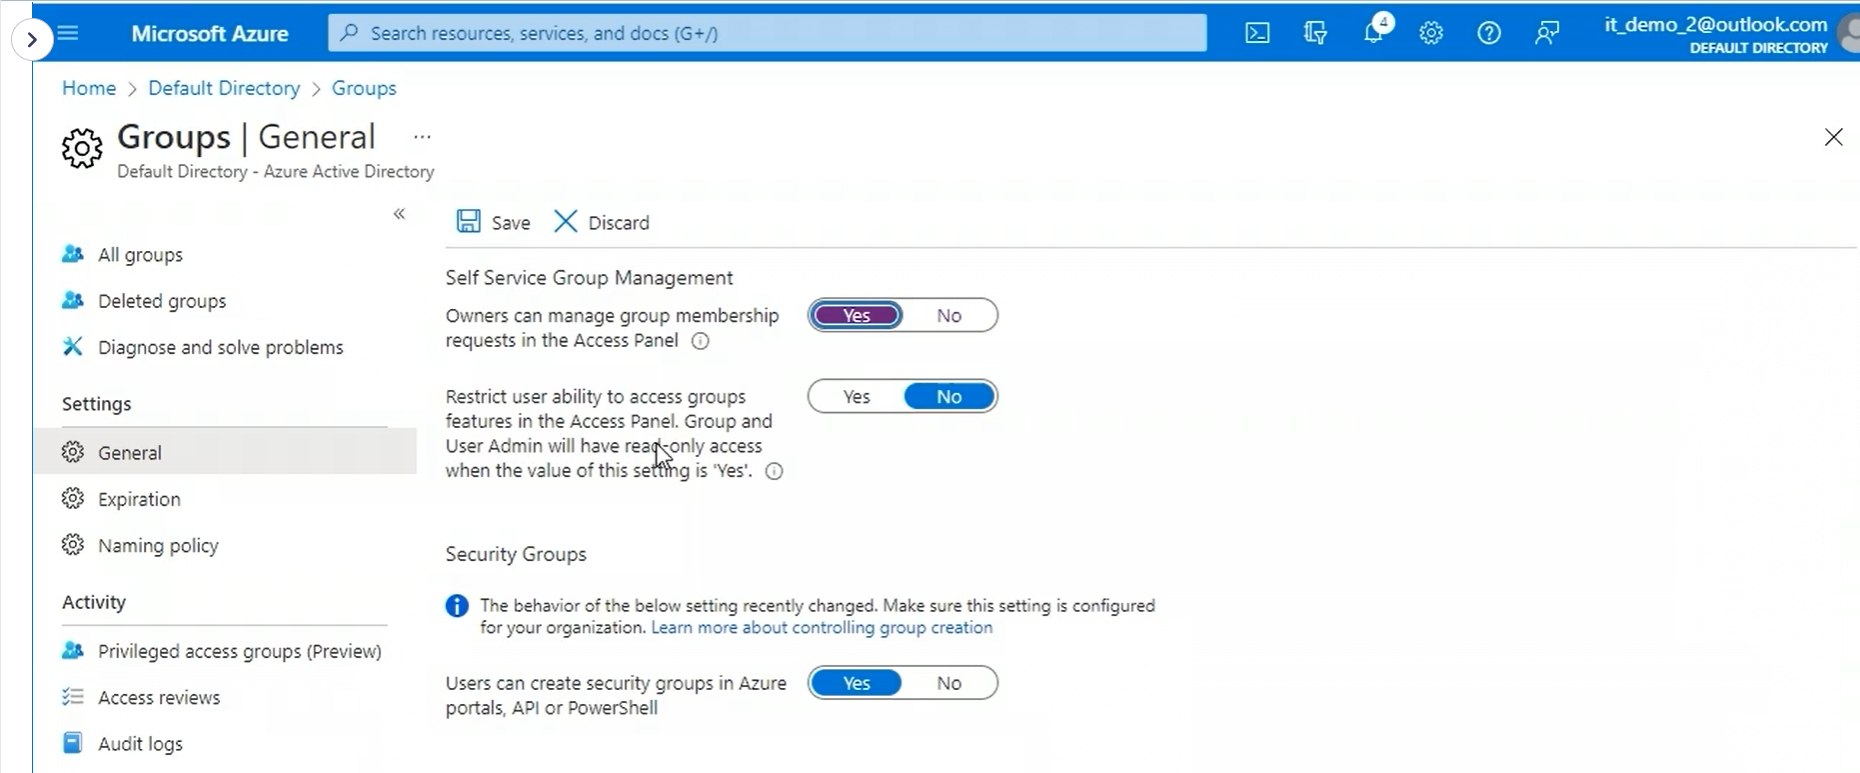 Microsoft Azure
Search resources, services, and docs (G+/)
4
it_demo_2@outlook.com
DEFAULT DIRECTORY
Home > Default Directory > Groups
Groups | General ...
Default Directory - Azure Active Directory
«
All groups
Deleted groups
Diagnose and solve problems
Settings
General
Expiration
Naming policy
Activity
Privileged access groups (Preview)
Access reviews
Audit logs
Save Discard
Self Service Group Management
Owners can manage group membership
requests in the Access Panel
Yes No
Restrict user ability to access groups
features in the Access Panel. Group and
User Admin will have read-only access
when the value of this setting is 'Yes'.
Yes No
Security Groups
The behavior of the below setting recently changed. Make sure this setting is configured
for your organization. Learn more about controlling group creation
Users can create security groups in Azure
portals, API or PowerShell
Yes No